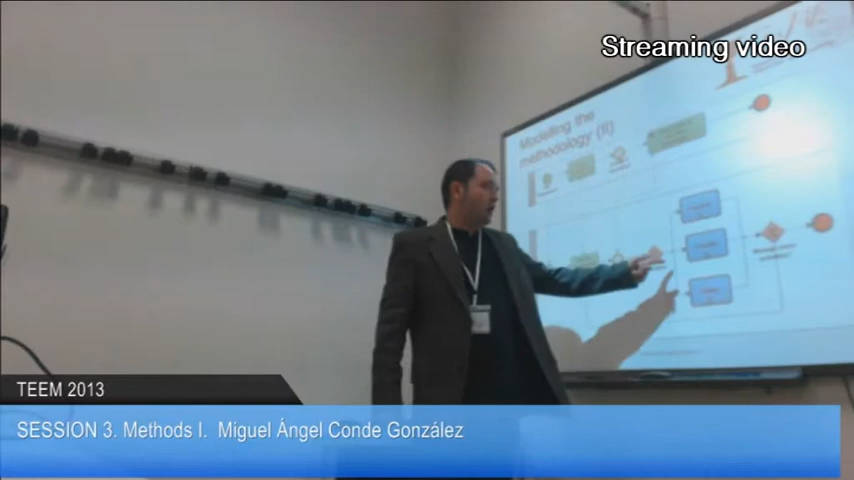 Streaming video
Modelling the
methodology (II)
TEEM 2013
SESSION 3. Methods I. Miguel Ángel Conde González